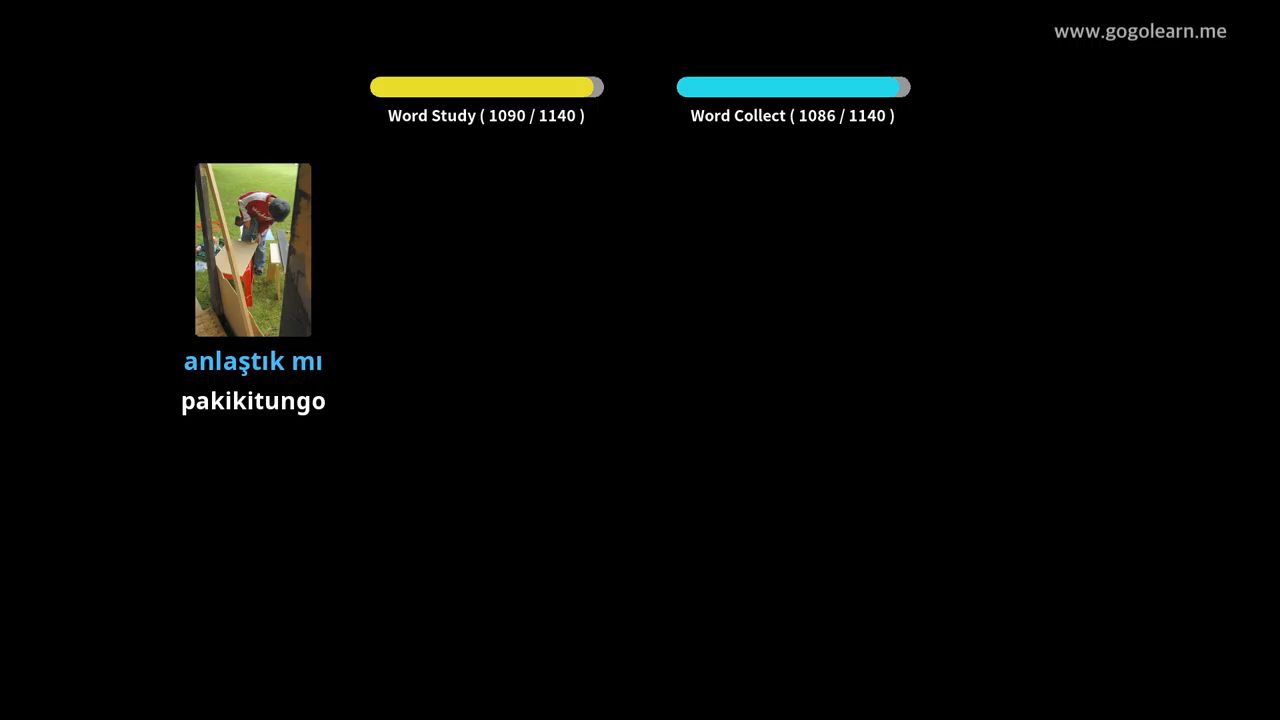 www.gogolearn.me
Word Study ( 1090 / 1140 )
Word Collect ( 1086 / 1140 )
anlaştık mı
pakikitungo